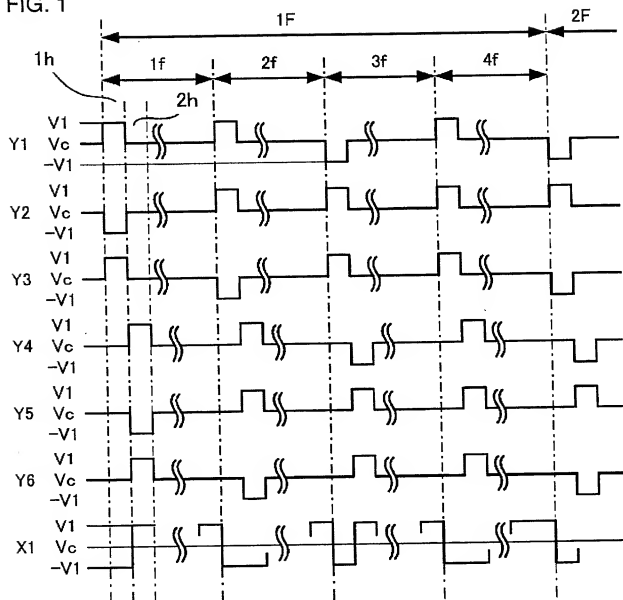 FIG. 1
1F 2F
1h 1f 2f 3f 4f
2h
V1
Y1 Vc
-V1
V1
Y2 Vc
-V1
V1
Y3 Vc
-V1
V1
Y4 Vc
-V1
V1
Y5 Vc
-V1
V1
Y6 Vc
-V1
X1 V1
Vc
-V1